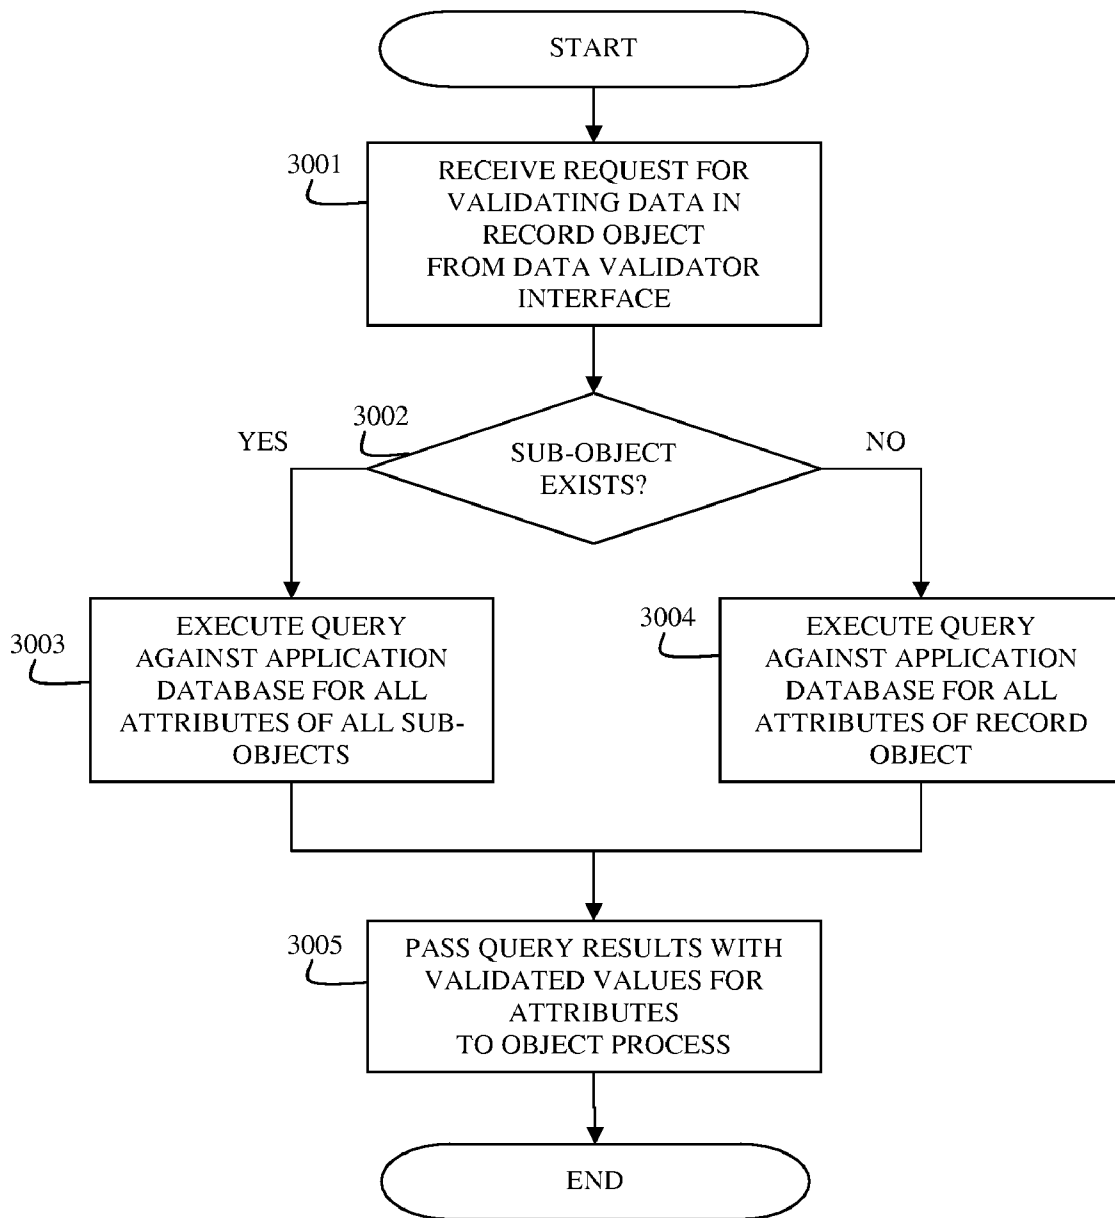 START
3001
RECEIVE REQUEST FOR
VALIDATING DATA IN
RECORD OBJECT
FROM DATA VALIDATOR
INTERFACE
3002
YES
NO
SUB-OBJECT
EXISTS?
3003
EXECUTE QUERY
AGAINST APPLICATION
DATABASE FOR ALL
ATTRIBUTES OF ALL SUB-
OBJECTS
3004
EXECUTE QUERY
AGAINST APPLICATION
DATABASE FOR ALL
ATTRIBUTES OF RECORD
OBJECT
3005
PASS QUERY RESULTS WITH
VALIDATED VALUES FOR
ATTRIBUTES
TO OBJECT PROCESS
END